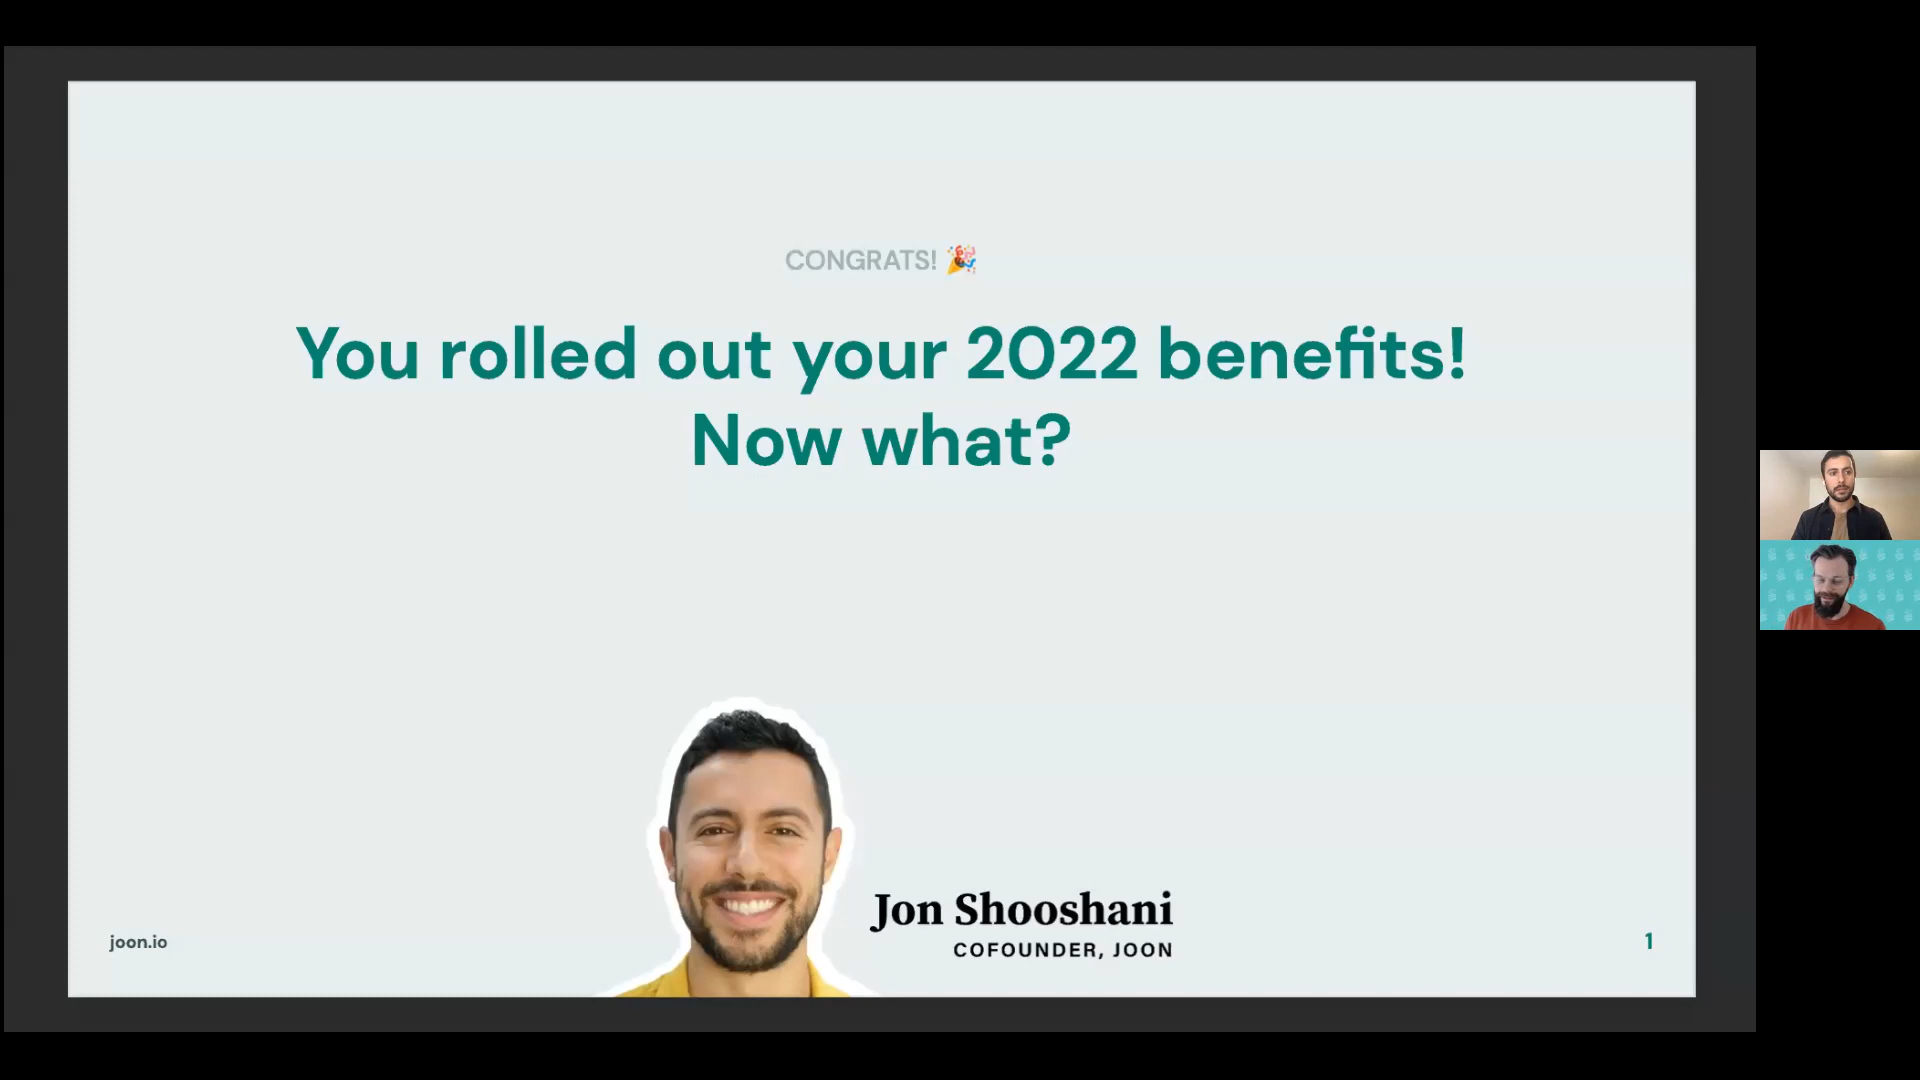 CONGRATS! 🎉
You rolled out your 2022 benefits!
Now what?
Jon Shooshani
COFOUNDER, JOON
joon.io
1